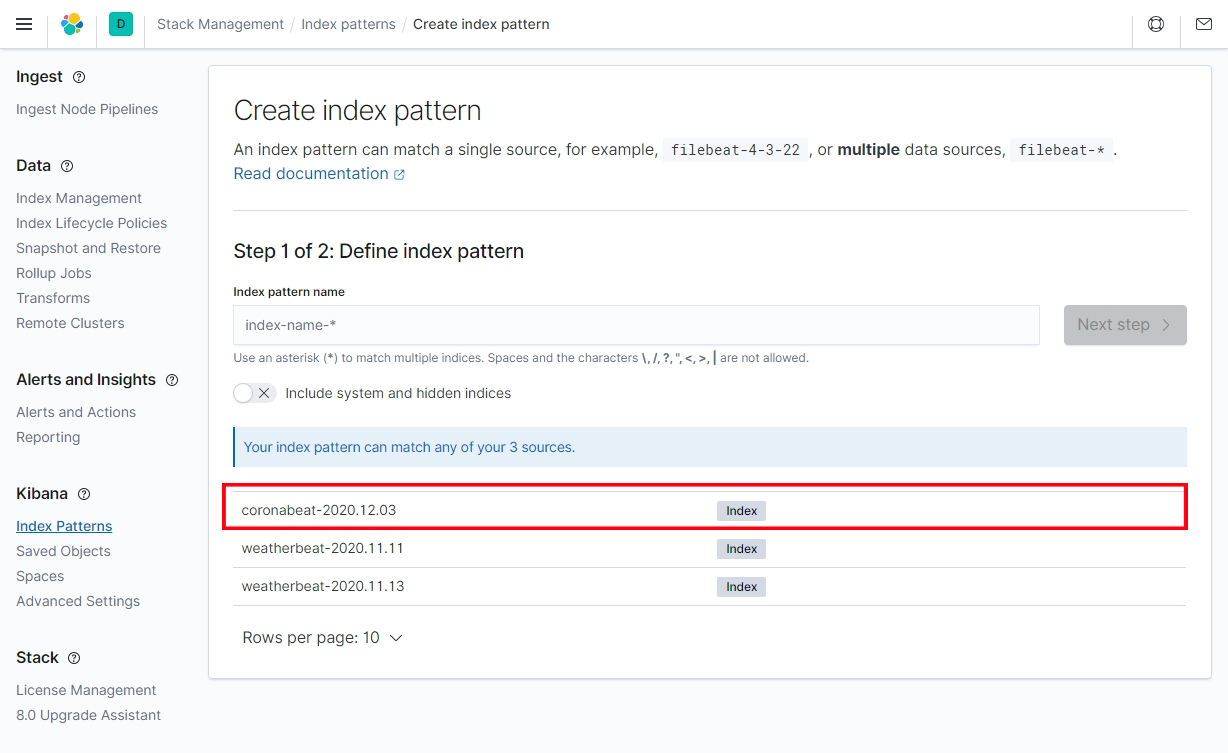 D Stack Management / Index patterns / Create index pattern
Ingest
Ingest Node Pipelines
Data
Index Management
Index Lifecycle Policies
Snapshot and Restore
Rollup Jobs
Transforms
Remote Clusters
Alerts and Insights
Alerts and Actions
Reporting
Kibana
Index Patterns
Saved Objects
Spaces
Advanced Settings
Stack
License Management
8.0 Upgrade Assistant
Create index pattern
An index pattern can match a single source, for example, filebeat-4-3-22 , or multiple data sources, filebeat-* .
Read documentation
Step 1 of 2: Define index pattern
Index pattern name
index-name-*
Next step
Use an asterisk (*) to match multiple indices. Spaces and the characters \, /, ?, ", <, >, | are not allowed.
Include system and hidden indices
Your index pattern can match any of your 3 sources.
coronabeat-2020.12.03 Index
weatherbeat-2020.11.11 Index
weatherbeat-2020.11.13 Index
Rows per page: 10